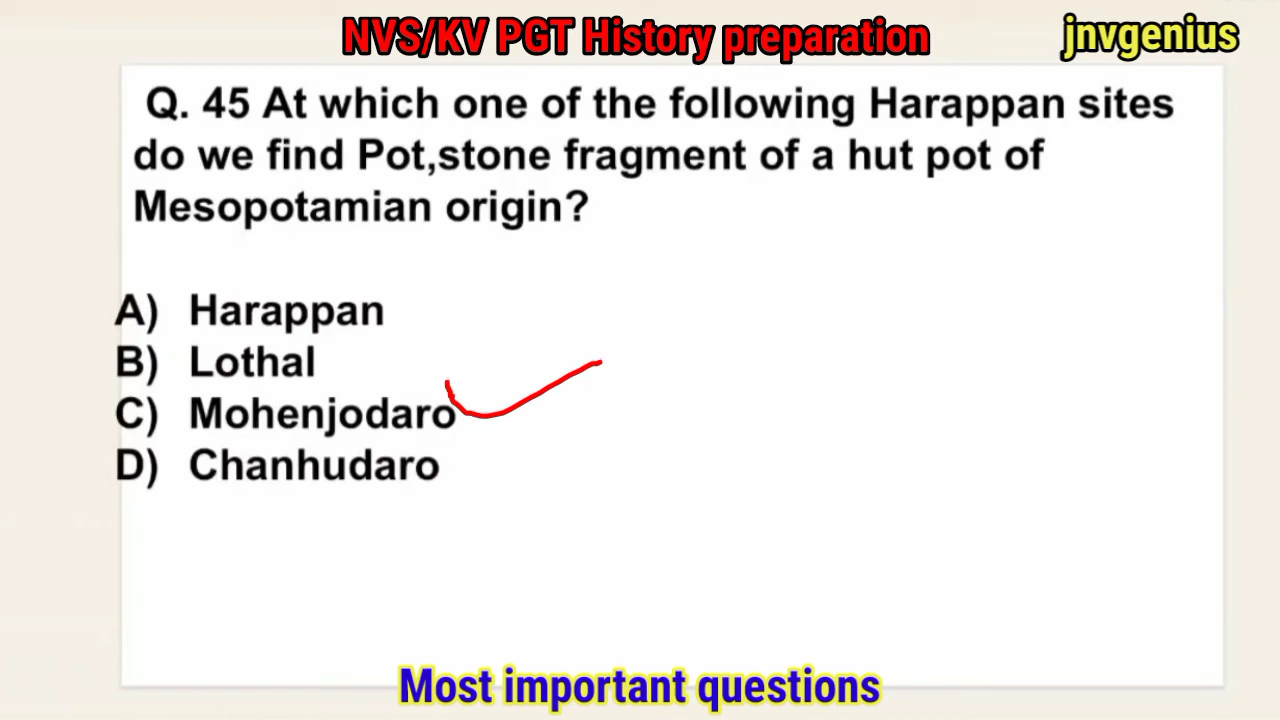 NVS/KV PGT History preparation
jnvgenius
Q. 45 At which one of the following Harappan sites
do we find Pot,stone fragment of a hut pot of
Mesopotamian origin?
A) Harappan
B) Lothal
C) Mohenjodaro
D) Chanhudaro
Most important questions